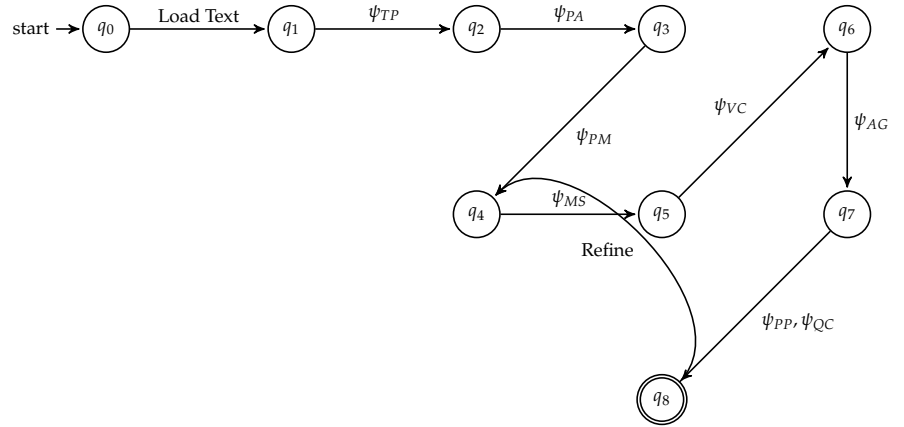 start q0 Load Text q1 ψTP q2 ψPA q3 q6
ψVC ψAG
ψPM
q4 ψMS q5 q7
Refine
ψPP, ψQC
q8